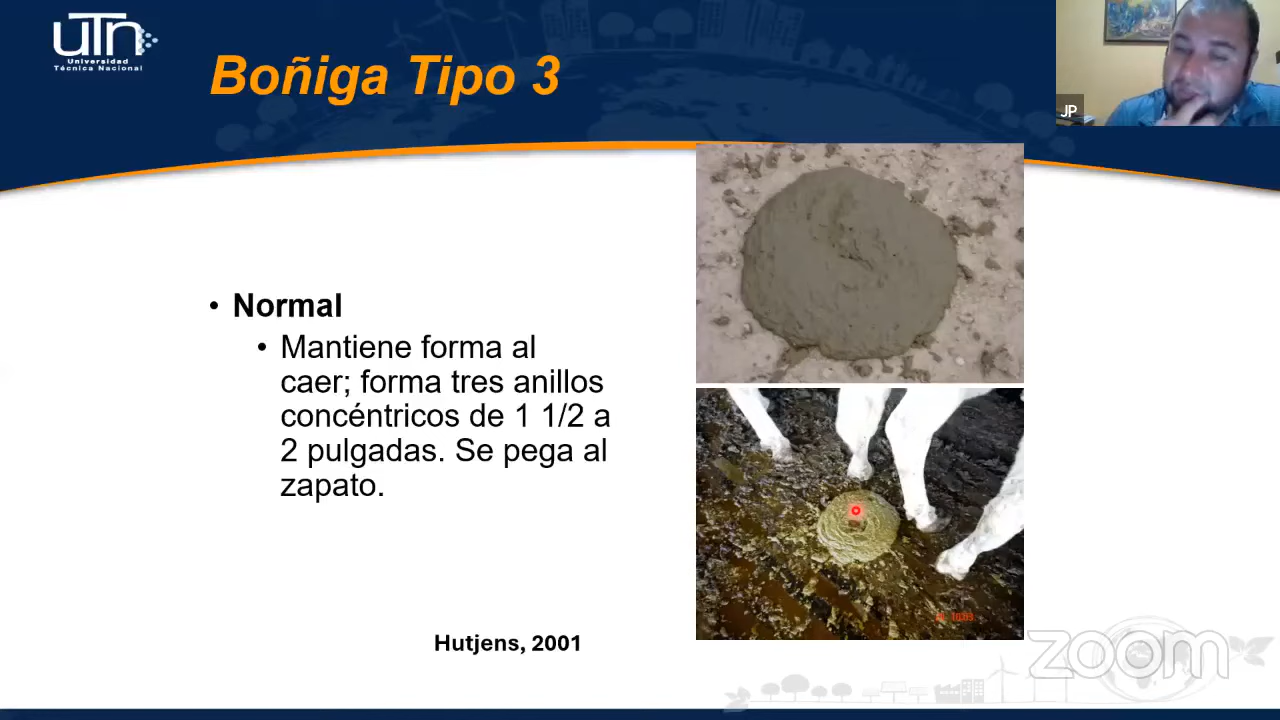 uTn
Universidad
Técnica Nacional
Boñiga Tipo 3
JP
• Normal
• Mantiene forma al
caer; forma tres anillos
concéntricos de 1 1/2 a
2 pulgadas. Se pega al
zapato.
Hutjens, 2001
zoom